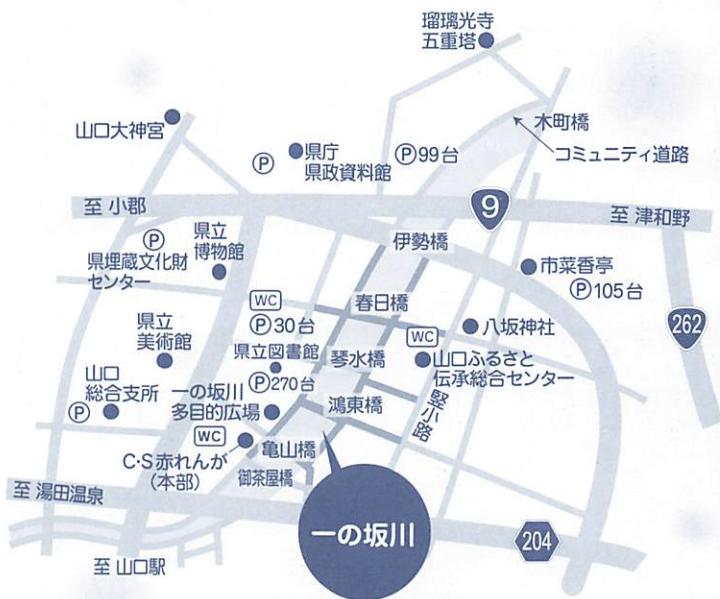 瑠璃光寺
五重塔
山口大神宮
県庁
県政資料館
Ⓟ
Ⓟ99台
木町橋
コミュニティ道路
至 小郡
9
至 津和野
伊勢橋
県立
博物館
Ⓟ
県埋蔵文化財
センター
市菜香亭
Ⓟ105台
262
WC
Ⓟ30台
春日橋
八坂神社
県立
美術館
県立図書館
琴水橋
WC
山口ふるさと
伝承総合センター
山口
総合支所
Ⓟ
Ⓟ270台
一の坂川
多目的広場
鴻東橋
竪小路
WC
亀山橋
C・S赤れんが
(本部)
御茶屋橋
至 湯田温泉
一の坂川
204
至 山口駅